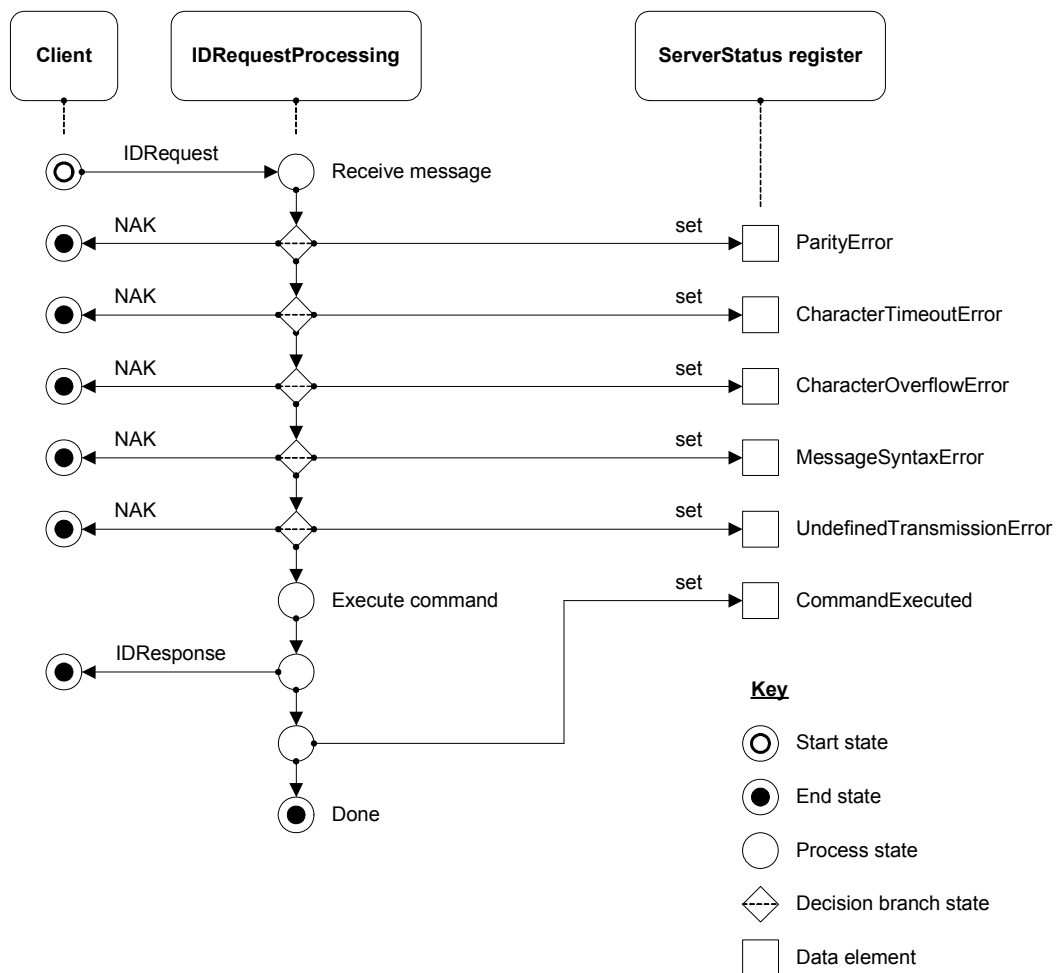 Client
IDRequestProcessing
ServerStatus register
IDRequest
Receive message
NAK
set
ParityError
NAK
set
CharacterTimeoutError
NAK
set
CharacterOverflowError
NAK
set
MessageSyntaxError
NAK
set
UndefinedTransmissionError
Execute command
set
CommandExecuted
IDResponse
Done
Key
Start state
End state
Process state
Decision branch state
Data element